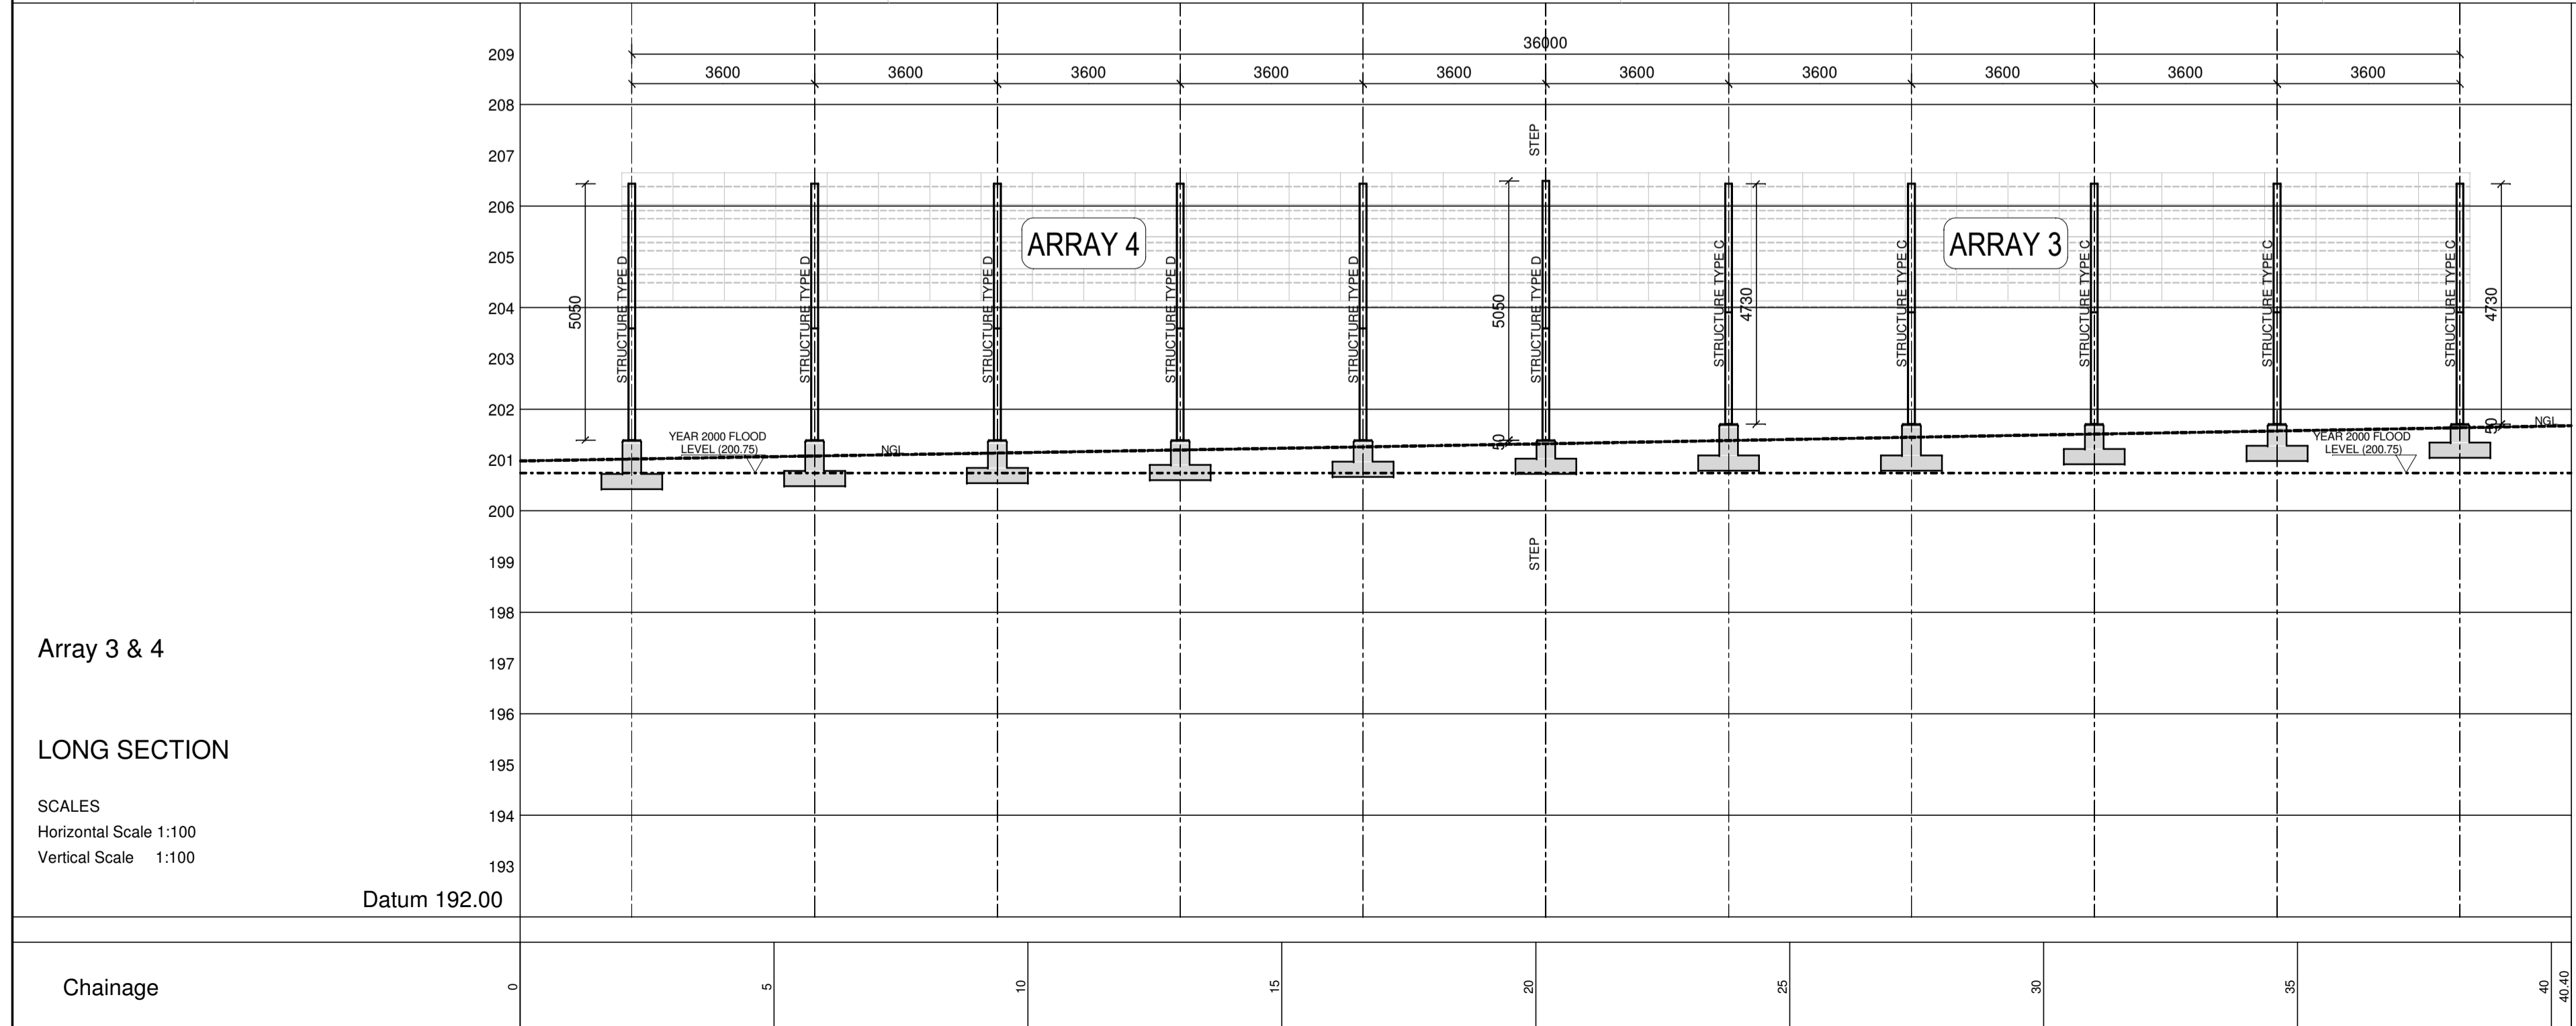 36000
209
3600 3600 3600 3600 3600 3600 3600 3600 3600 3600
208
STEP
207
206
ARRAY 4
ARRAY 3
205
STRUCTURE TYPE D
STRUCTURE TYPE D
STRUCTURE TYPE D
STRUCTURE TYPE D
STRUCTURE TYPE D
STRUCTURE TYPE D
STRUCTURE TYPE C
STRUCTURE TYPE C
STRUCTURE TYPE C
STRUCTURE TYPE C
STRUCTURE TYPE C
5050
5050
4730
4730
204
203
202
YEAR 2000 FLOOD
LEVEL (200.75)
NGL
50
50
NGL
YEAR 2000 FLOOD
LEVEL (200.75)
201
200
199
STEP
198
Array 3 & 4
197
196
LONG SECTION
195
SCALES
Horizontal Scale 1:100
Vertical Scale 1:100
194
193
Datum 192.00
Chainage
0 5 10 15 20 25 30 35 40 40.40